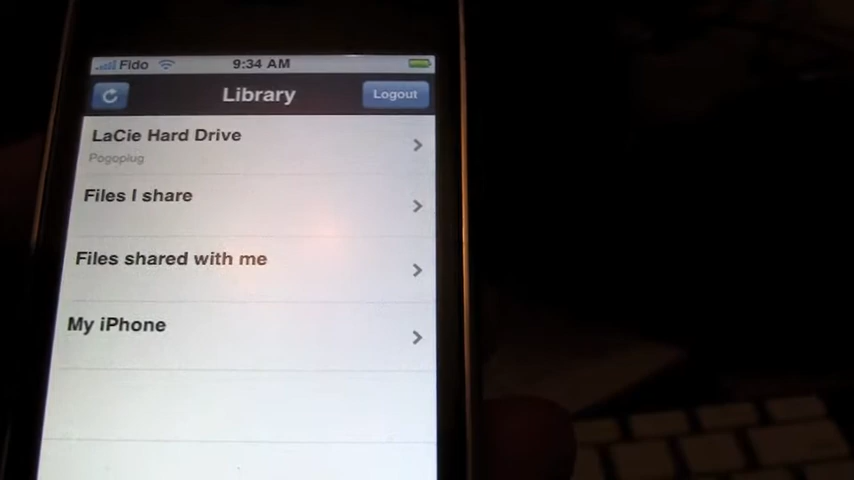 Fido 9:34 AM
Library Logout
LaCie Hard Drive
Pogoplug
Files I share
Files shared with me
My iPhone